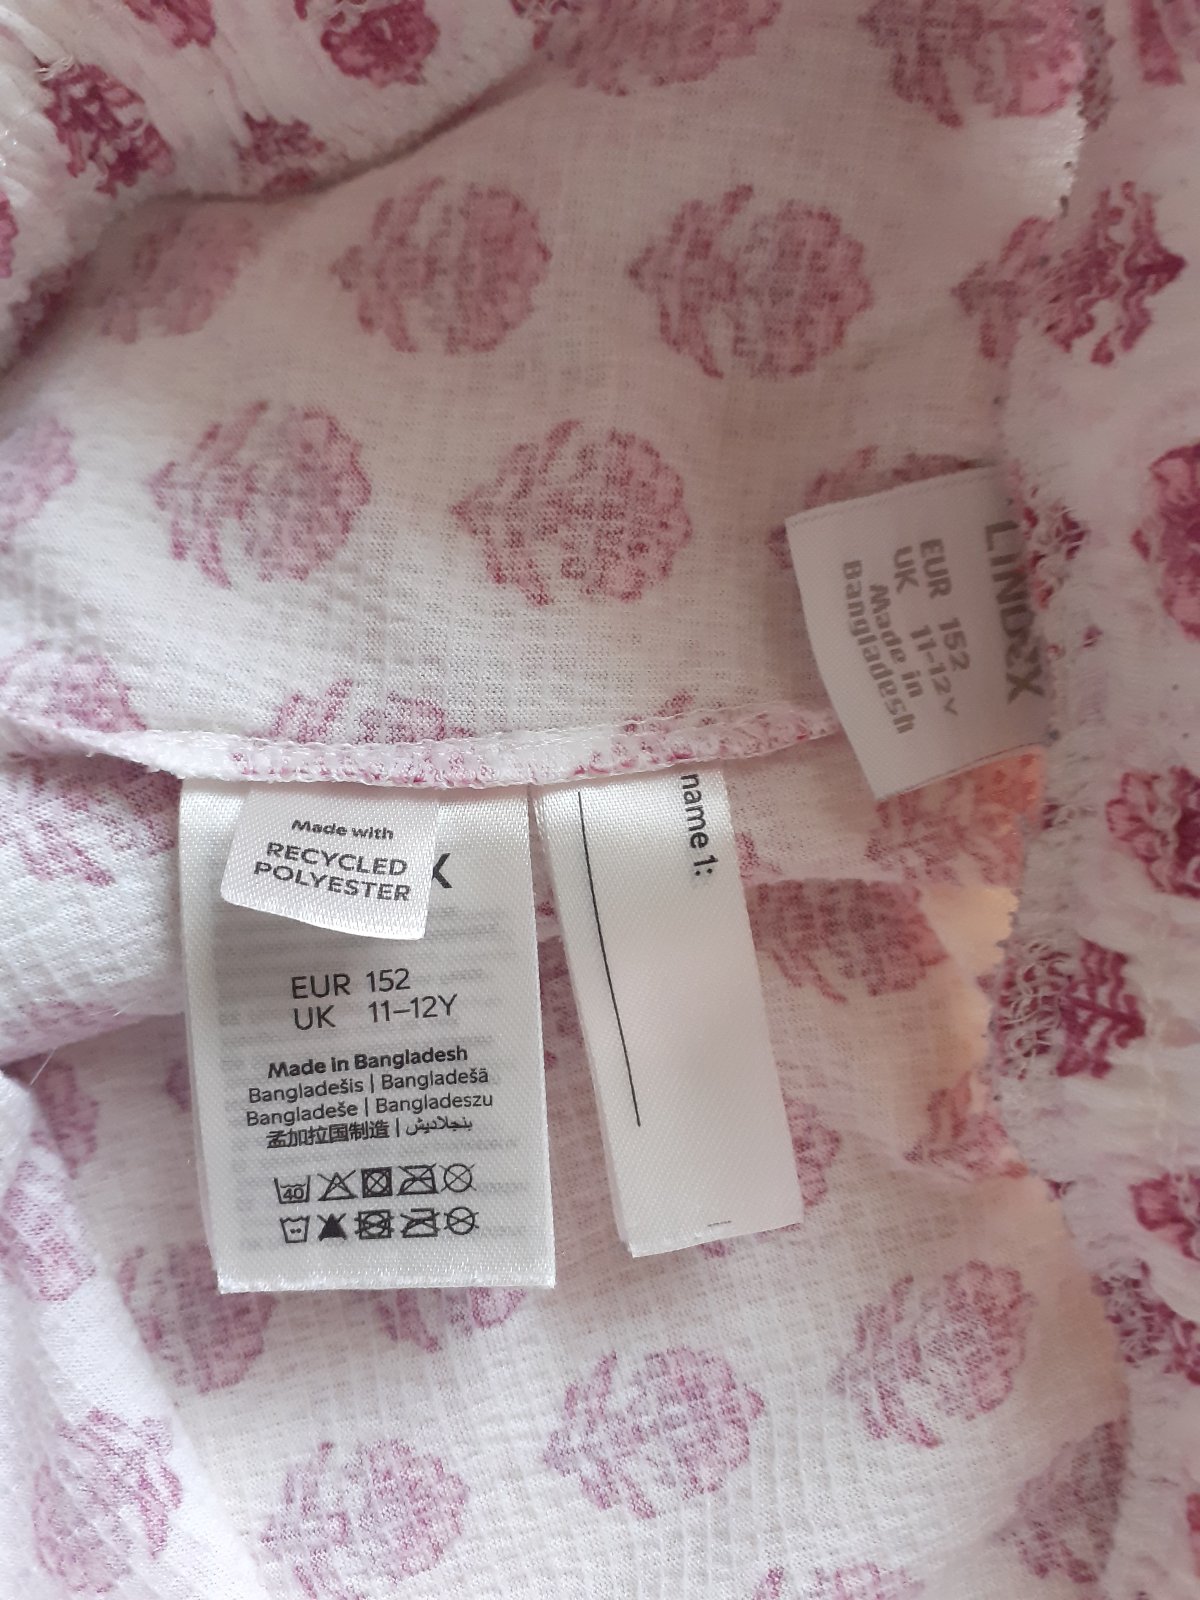 Made with
RECYCLED
POLYESTER
X
EUR 152
UK 11–12Y
Made in Bangladesh
Bangladešis | Bangladešā
Bangladeše | Bangladeszu
孟加拉国制造 | بنجلاديش
40
name 1:
LINDEX
EUR 152
UK 11-12Y
Made in
Bangladesh